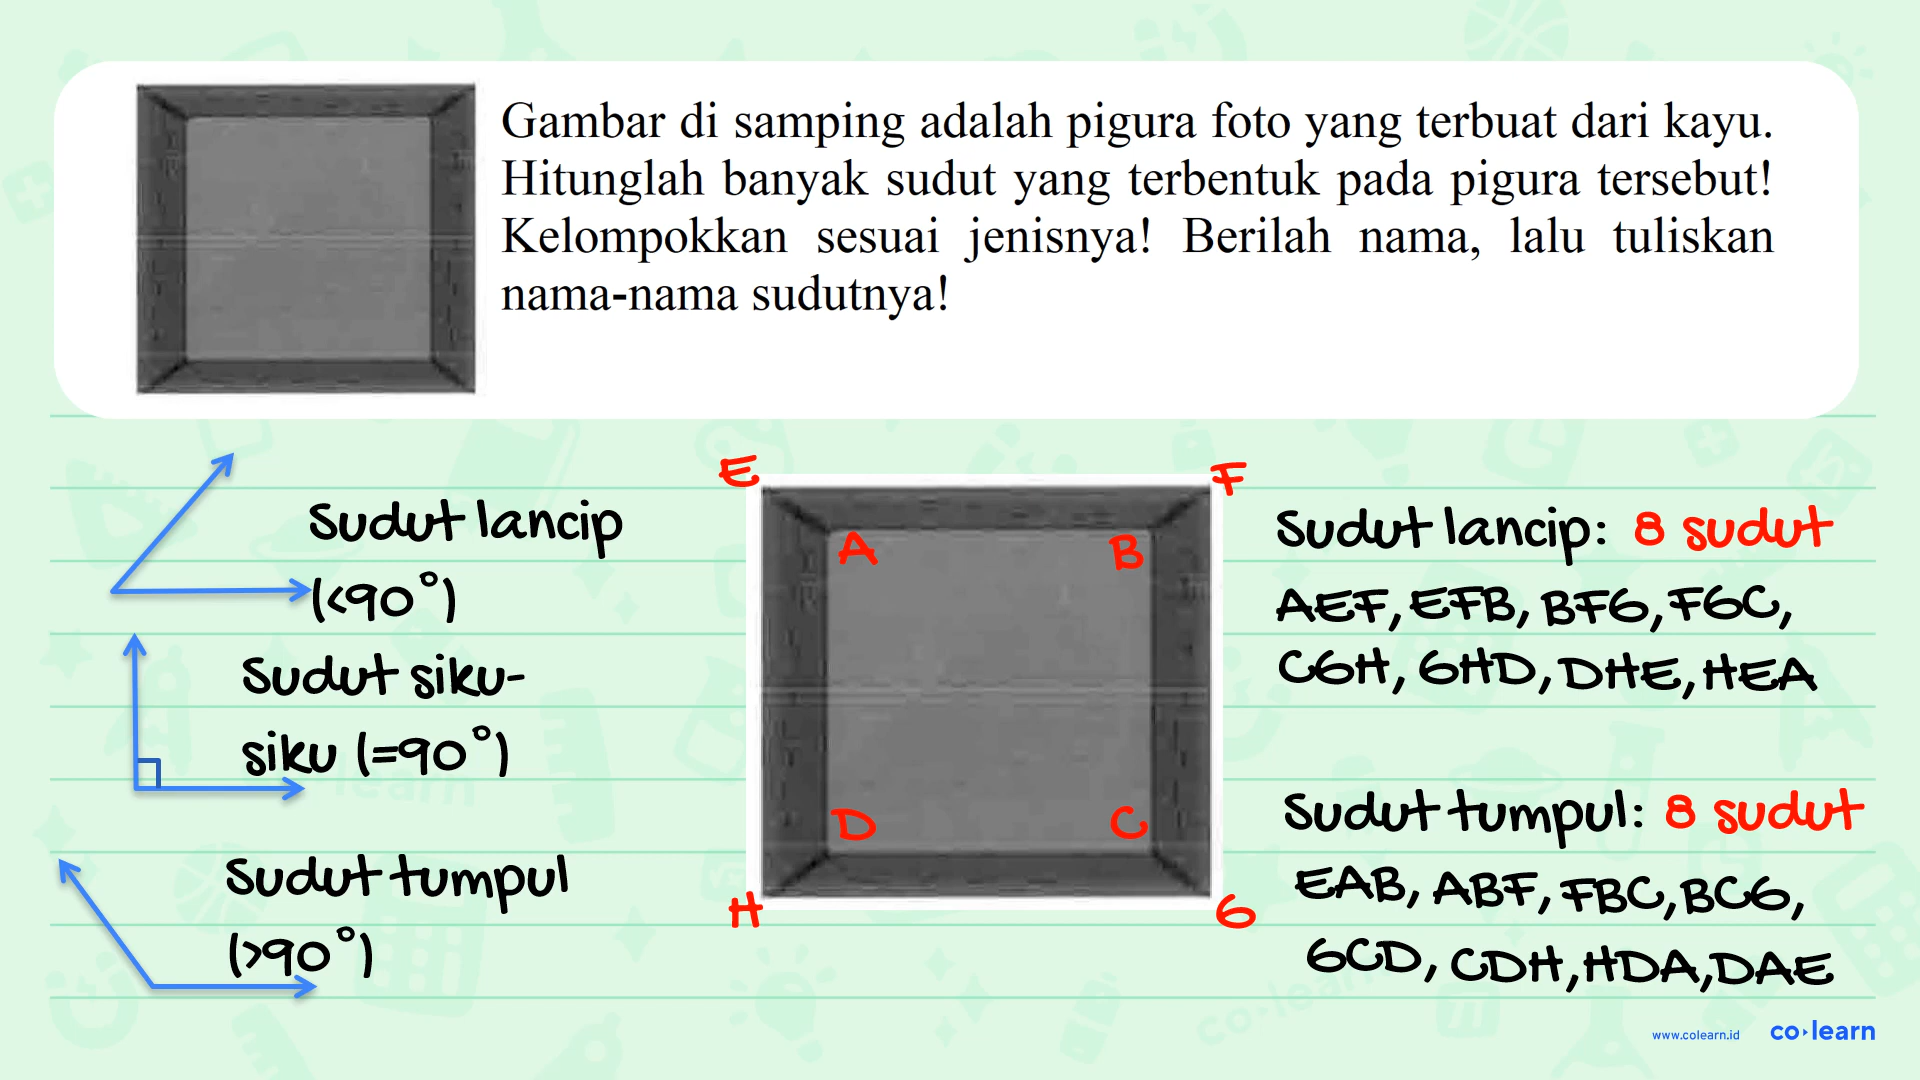 Gambar di samping adalah pigura foto yang terbuat dari kayu.
Hitunglah banyak sudut yang terbentuk pada pigura tersebut!
Kelompokkan sesuai jenisnya! Berilah nama, lalu tuliskan
nama-nama sudutnya!
Sudut lancip
(<90°)
Sudut siku-
siku (=90°)
Sudut tumpul
(>90°)
E
F
A
B
D
C
H
G
Sudut lancip: 8 sudut
AEF, EFB, BFG, FGC,
CGH, GHD, DHE, HEA
Sudut tumpul: 8 sudut
EAB, ABF, FBC, BCG,
GCD, CDH, HDA, DAE
co-learn
www.colearn.id
co learn